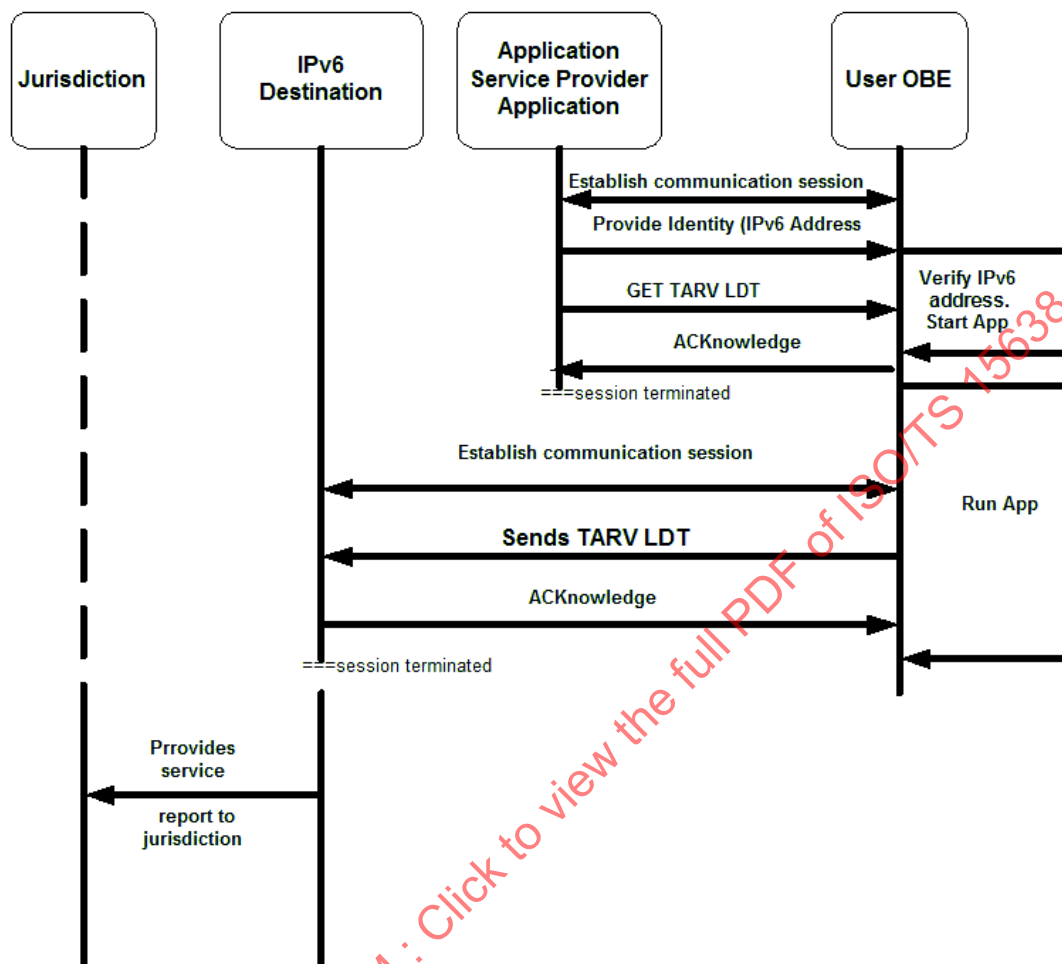 Jurisdiction
IPv6
Destination
Application
Service Provider
Application
User OBE
Establish communication session
Provide Identity (IPv6 Address
Verify IPv6
address.
Start App
GET TARV LDT
ACKnowledge
===session terminated
Establish communication session
Run App
Sends TARV LDT
ACKnowledge
===session terminated
Prrovides
service
report to
jurisdiction
: Click to view the full PDF of ISO/TS 15638